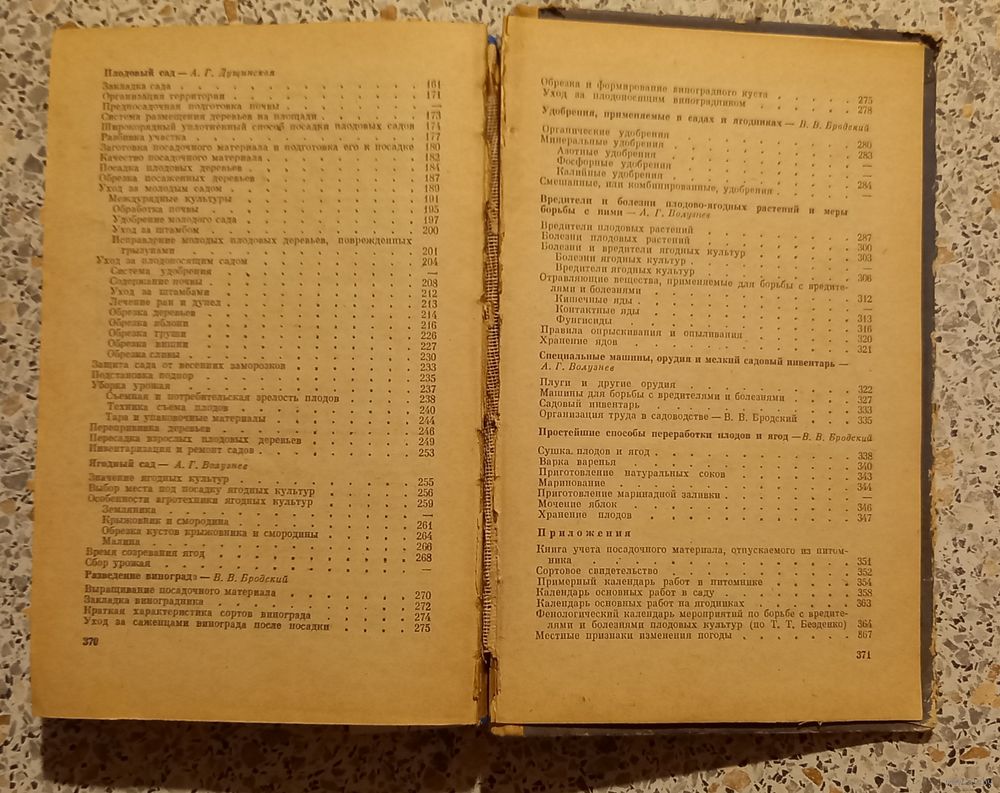 Плодовый сад — А. Г. Дущинская
Закладка сада . . . . . . . . . 161
Организация территории . . . . . . . . . 171
Предпосадочная подготовка почвы . . . . . . . . . —
Система размещения деревьев на площади . . . . . . 173
Широкорядный уплотненный способ посадки плодовых садов 174
Разбивка участка . . . . . . . . . 177
Заготовка посадочного материала и подготовка его к посадке 180
Качество посадочного материала . . . . . . . . . 182
Посадка плодовых деревьев . . . . . . . . . 184
Обрезка посаженных деревьев . . . . . . . . . 187
Уход за молодым садом . . . . . . . . . 189
Междурядные культуры . . . . . . . . . 191
Обработка почвы . . . . . . . . . 195
Удобрение молодого сада . . . . . . . . . 197
Уход за штамбом . . . . . . . . . 200
Исправление молодых плодовых деревьев, поврежденных
грызунами . . . . . . . . . 201
Уход за плодоносящим садом . . . . . . . . . 204
Система удобрения . . . . . . . . . —
Содержание почвы . . . . . . . . . 208
Уход за штамбами . . . . . . . . . 212
Лечение ран и дупел . . . . . . . . . 213
Обрезка деревьев . . . . . . . . . 214
Обрезка яблони . . . . . . . . . 216
Обрезка груши . . . . . . . . . 226
Обрезка вишни . . . . . . . . . 227
Обрезка сливы . . . . . . . . . 230
Защита сада от весенних заморозков . . . . . . 233
Подстановка подпор . . . . . . . . . 235
Уборка урожая . . . . . . . . . 237
Съемная и потребительская зрелость плодов . . . . 238
Техника съема плодов . . . . . . . . . 240
Тара и упаковочные материалы . . . . . . . . . 244
Перепрививка деревьев . . . . . . . . . 246
Пересадка взрослых плодовых деревьев . . . . . . 249
Инвентаризация и ремонт садов . . . . . . . . . 253
Ягодный сад — А. Г. Волузнев
Значение ягодных культур . . . . . . . . . 255
Выбор места под посадку ягодных культур . . . . . . 256
Особенности агротехники ягодных культур . . . . . . 259
Земляника . . . . . . . . . —
Крыжовник и смородина . . . . . . . . . 261
Обрезка кустов крыжовника и смородины . . . . . . 264
Малина . . . . . . . . . 266
Время созревания ягод . . . . . . . . . 268
Сбор урожая . . . . . . . . . —
Разведение винограда — В. В. Бродский
Выращивание посадочного материала . . . . . . 270
Закладка виноградника . . . . . . . . . 272
Краткая характеристика сортов винограда . . . . . . 274
Уход за саженцами винограда после посадки . . . . . . 275
370
Обрезка и формирование виноградного куста . . . . . . 275
Уход за плодоносящим виноградником . . . . . . 278
Удобрения, применяемые в садах и ягодниках — В. В. Бродский
Органические удобрения . . . . . . . . . 280
Минеральные удобрения . . . . . . . . . 283
Азотные удобрения . . . . . . . . . —
Фосфорные удобрения . . . . . . . . . —
Калийные удобрения . . . . . . . . . 284
Смешанные, или комбинированные, удобрения . . . . . . —
Вредители и болезни плодово-ягодных растений и меры
борьбы с ними — А. Г. Волузнев
Вредители плодовых растений . . . . . . . . . 287
Болезни плодовых растений . . . . . . . . . 300
Болезни и вредители ягодных культур . . . . . . 303
Болезни ягодных культур . . . . . . . . . —
Вредители ягодных культур . . . . . . . . . 306
Отравляющие вещества, применяемые для борьбы с вредите-
лями и болезнями . . . . . . . . . 312
Кишечные яды . . . . . . . . . —
Контактные яды . . . . . . . . . 313
Фунгисиды . . . . . . . . . 316
Правила опрыскивания и опыливания . . . . . . 320
Хранение ядов . . . . . . . . . 321
Специальные машины, орудия и мелкий садовый инвентарь —
А. Г. Волузнев
Плуги и другие орудия . . . . . . . . . 322
Машины для борьбы с вредителями и болезнями . . . . . . 327
Садовый инвентарь . . . . . . . . . 333
Организация труда в садоводстве — В. В. Бродский . . . . 335
Простейшие способы переработки плодов и ягод — В. В. Бродский
Сушка плодов и ягод . . . . . . . . . 338
Варка варенья . . . . . . . . . 340
Приготовление натуральных соков . . . . . . 343
Маринование . . . . . . . . . 344
Приготовление маринадной заливки . . . . . . —
Мочение яблок . . . . . . . . . 346
Хранение плодов . . . . . . . . . 347
Приложения
Книга учета посадочного материала, отпускаемого из питом-
ника . . . . . . . . . 351
Сортовое свидетельство . . . . . . . . . 352
Примерный календарь работ в питомнике . . . . . . 354
Календарь основных работ в саду . . . . . . 358
Календарь основных работ на ягодниках . . . . . . 363
Фенологический календарь мероприятий по борьбе с вредите-
лями и болезнями плодовых культур (по Т. Т. Безденко) 364
Местные признаки изменения погоды . . . . . . 867
371